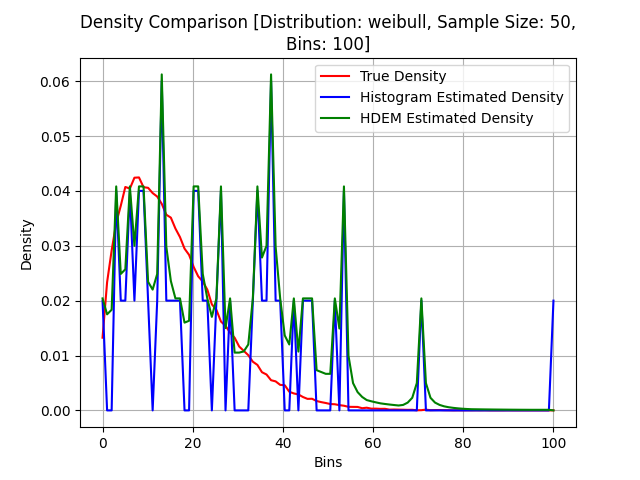 Density Comparison [Distribution: weibull, Sample Size: 50,
Bins: 100]
True Density
Histogram Estimated Density
HDEM Estimated Density
Density
0.06
0.05
0.04
0.03
0.02
0.01
0.00
0 20 40 60 80 100
Bins